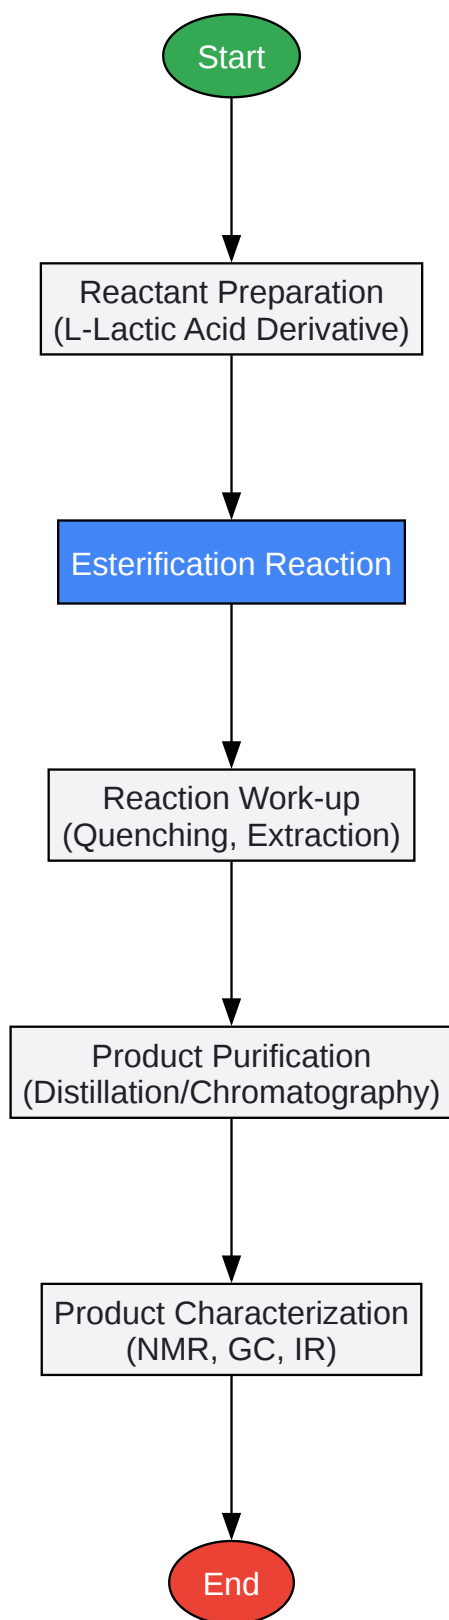 Start
Reactant Preparation
(L-Lactic Acid Derivative)
Esterification Reaction
Reaction Work-up
(Quenching, Extraction)
Product Purification
(Distillation/Chromatography)
Product Characterization
(NMR, GC, IR)
End